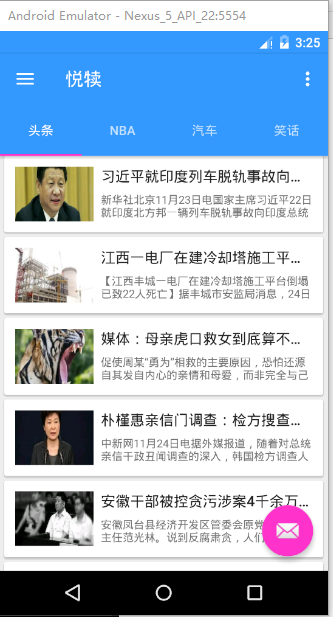 Android Emulator - Nexus_5_API_22:5554
3:25
悦犊
头条 NBA 汽车 笑话
习近平就印度列车脱轨事故向...
新华社北京11月23日电国家主席习近平22日
就印度北方邦一辆列车脱轨事故向印度总统
江西一电厂在建冷却塔施工平...
【江西丰城一电厂在建冷却塔施工平台倒塌
已致22人死亡】据丰城市安监局消息，24日
媒体：母亲虎口救女到底算不...
促使周某“勇为”相救的主要原因，恐怕还源
自其发自内心的亲情和母爱，而非完全与己
朴槿惠亲信门调查：检方搜查...
中新网11月24日电据外媒报道，随着对总统
亲信干政丑闻调查的深入，韩国检方相关人
安徽干部被控贪污涉案4千余万...
安徽凤台县经济开发区管委会原党
主任范光林。说到反腐肃贪，人们